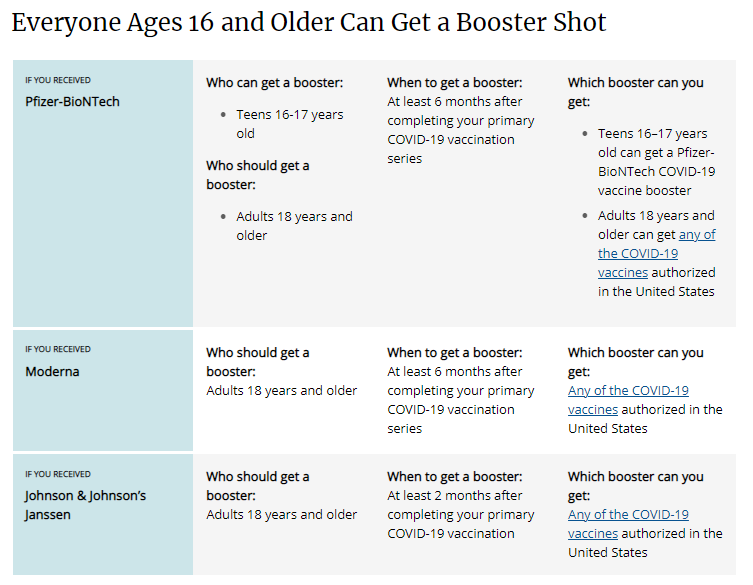 Everyone Ages 16 and Older Can Get a Booster Shot
IF YOU RECEIVED
Pfizer-BioNTech
Who can get a booster:
• Teens 16-17 years
old
Who should get a
booster:
• Adults 18 years and
older
When to get a booster:
At least 6 months after
completing your primary
COVID-19 vaccination
series
Which booster can you
get:
• Teens 16–17 years
old can get a Pfizer-
BioNTech COVID-19
vaccine booster
• Adults 18 years and
older can get any of
the COVID-19
vaccines authorized
in the United States
IF YOU RECEIVED
Moderna
Who should get a
booster:
Adults 18 years and older
When to get a booster:
At least 6 months after
completing your primary
COVID-19 vaccination
series
Which booster can you
get:
Any of the COVID-19
vaccines authorized in the
United States
IF YOU RECEIVED
Johnson & Johnson’s
Janssen
Who should get a
booster:
Adults 18 years and older
When to get a booster:
At least 2 months after
completing your primary
COVID-19 vaccination
Which booster can you
get:
Any of the COVID-19
vaccines authorized in the
United States